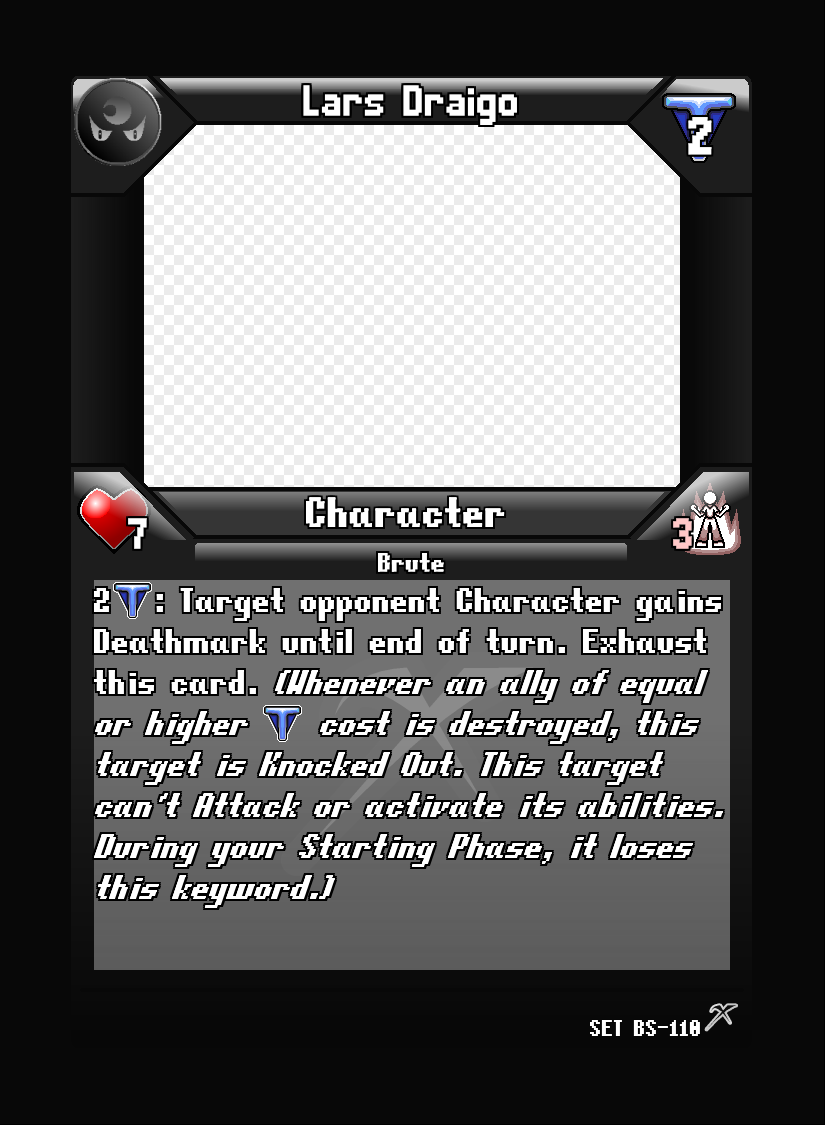 Lars Draigo
2
7
Character
3
Brute
2T: Target opponent Character gains
Deathmark until end of turn. Exhaust
this card. (Whenever an ally of equal
or higher T cost is destroyed, this
target is Knocked Out. This target
can't Attack or activate its abilities.
During your Starting Phase, it loses
this keyword.)
SET BS-110